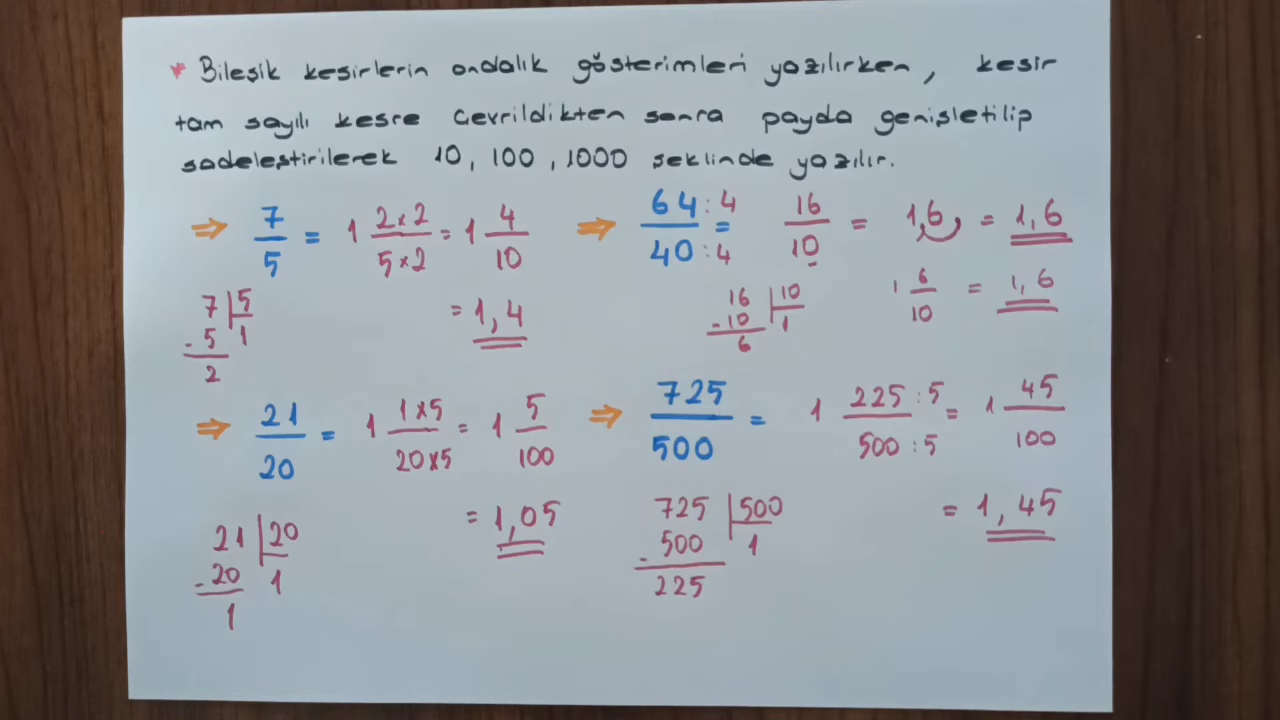 * Bileşik kesirlerin ondalık gösterimleri yazılırken, kesir
tam sayılı kesre çevrildikten sonra payda genişletilip
sadeleştirilerek 10, 100, 1000 şeklinde yazılır.
⇒ 7/5 = 1 2×2/5×2 = 1 4/10
= 1,4
7 | 5
- 5 1
2
⇒ 64:4/40:4 = 16/10 = 1,6 = 1,6
1 6/10 = 1,6
16 | 10
- 10 1
6
⇒ 21/20 = 1 1×5/20×5 = 1 5/100
= 1,05
21 | 20
- 20 1
1
⇒ 725/500 = 1 225:5/500:5 = 1 45/100
= 1,45
725 | 500
- 500 1
225